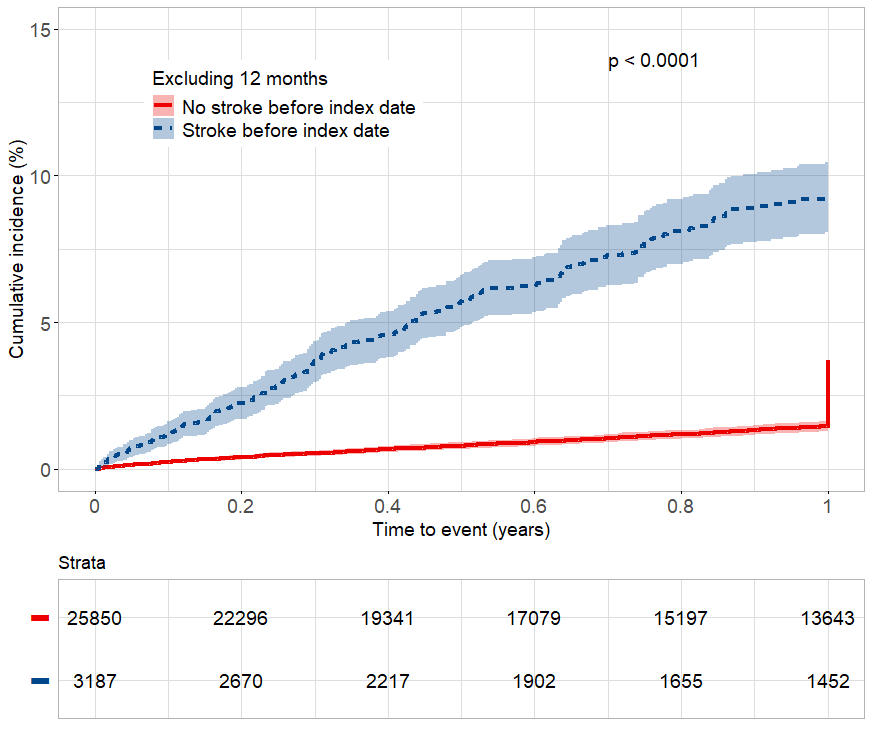 15
p < 0.0001
Excluding 12 months
No stroke before index date
Stroke before index date
Cumulative incidence (%)
10
5
0
0 0.2 0.4 0.6 0.8 1
Time to event (years)
Strata
25850 22296 19341 17079 15197 13643
3187 2670 2217 1902 1655 1452